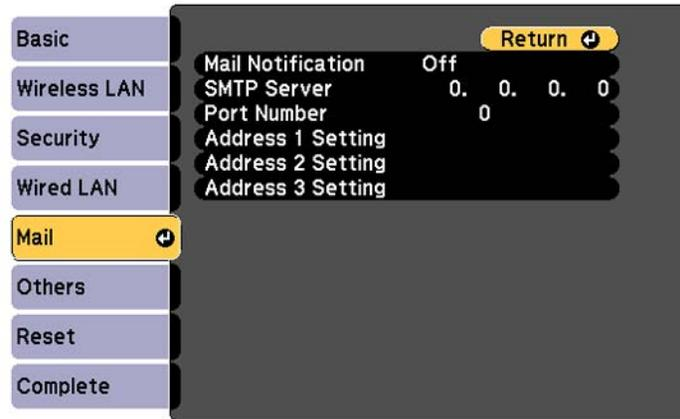 Basic
Wireless LAN
Security
Wired LAN
Mail
Others
Reset
Complete
Return
Mail Notification Off
SMTP Server 0. 0. 0. 0
Port Number 0
Address 1 Setting
Address 2 Setting
Address 3 Setting